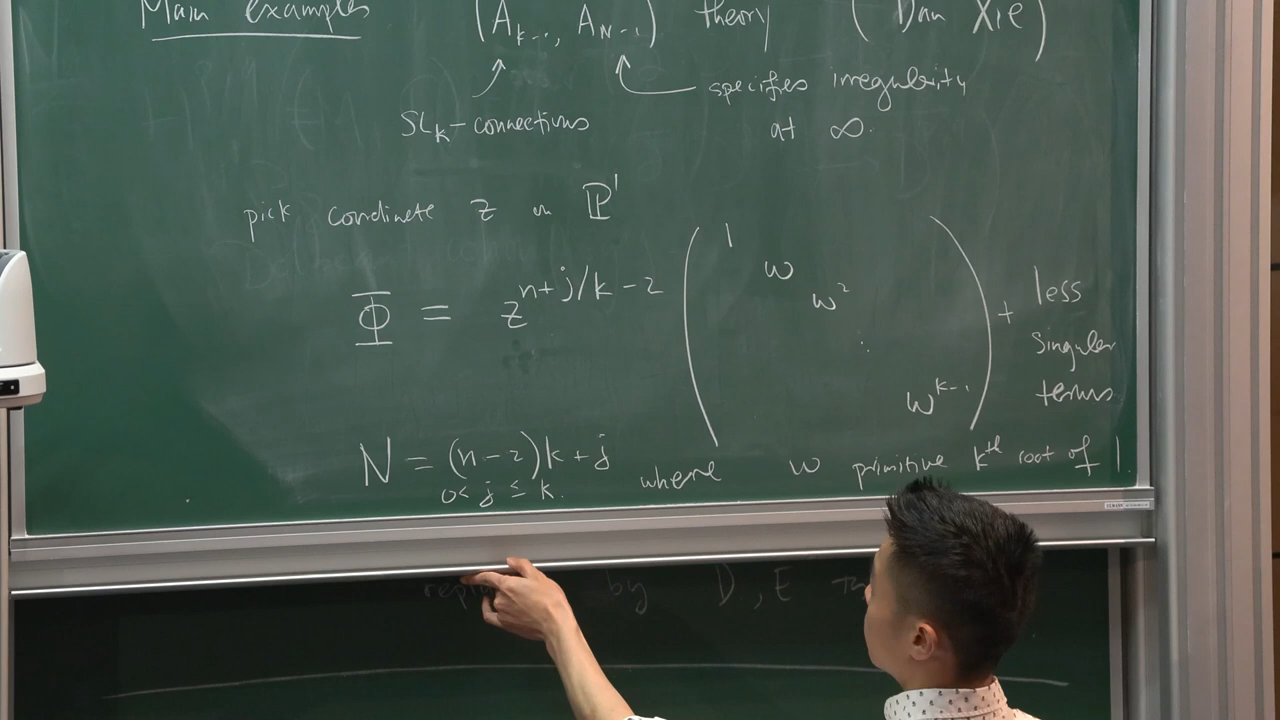 Main examples (A_{k-1}, A_{N-1}) theory (Dan Xie)
SL_k-connections
specifies irregularity
at ∞.
pick coordinate z on ℙ¹
Φ = z^{n+j/k-2} ( 1 ω ω² ⋱ ω^{k-1} ) + less
singular
terms
N = (n-2)k+j where ω primitive k^{th} root of 1.
0< j ≤ k.
by D, E